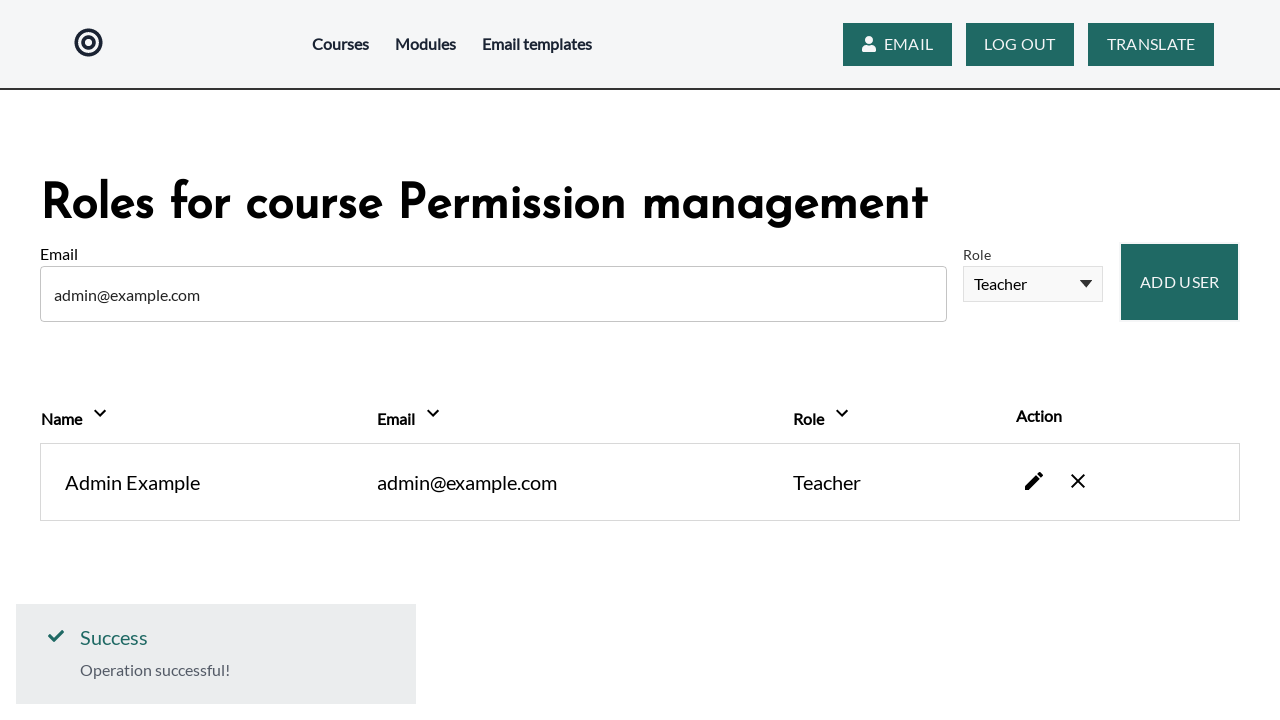 Courses Modules Email templates EMAIL LOG OUT TRANSLATE
Roles for course Permission management
Email Role
admin@example.com Teacher ADD USER
Name Email Role Action
Admin Example admin@example.com Teacher
Success
Operation successful!